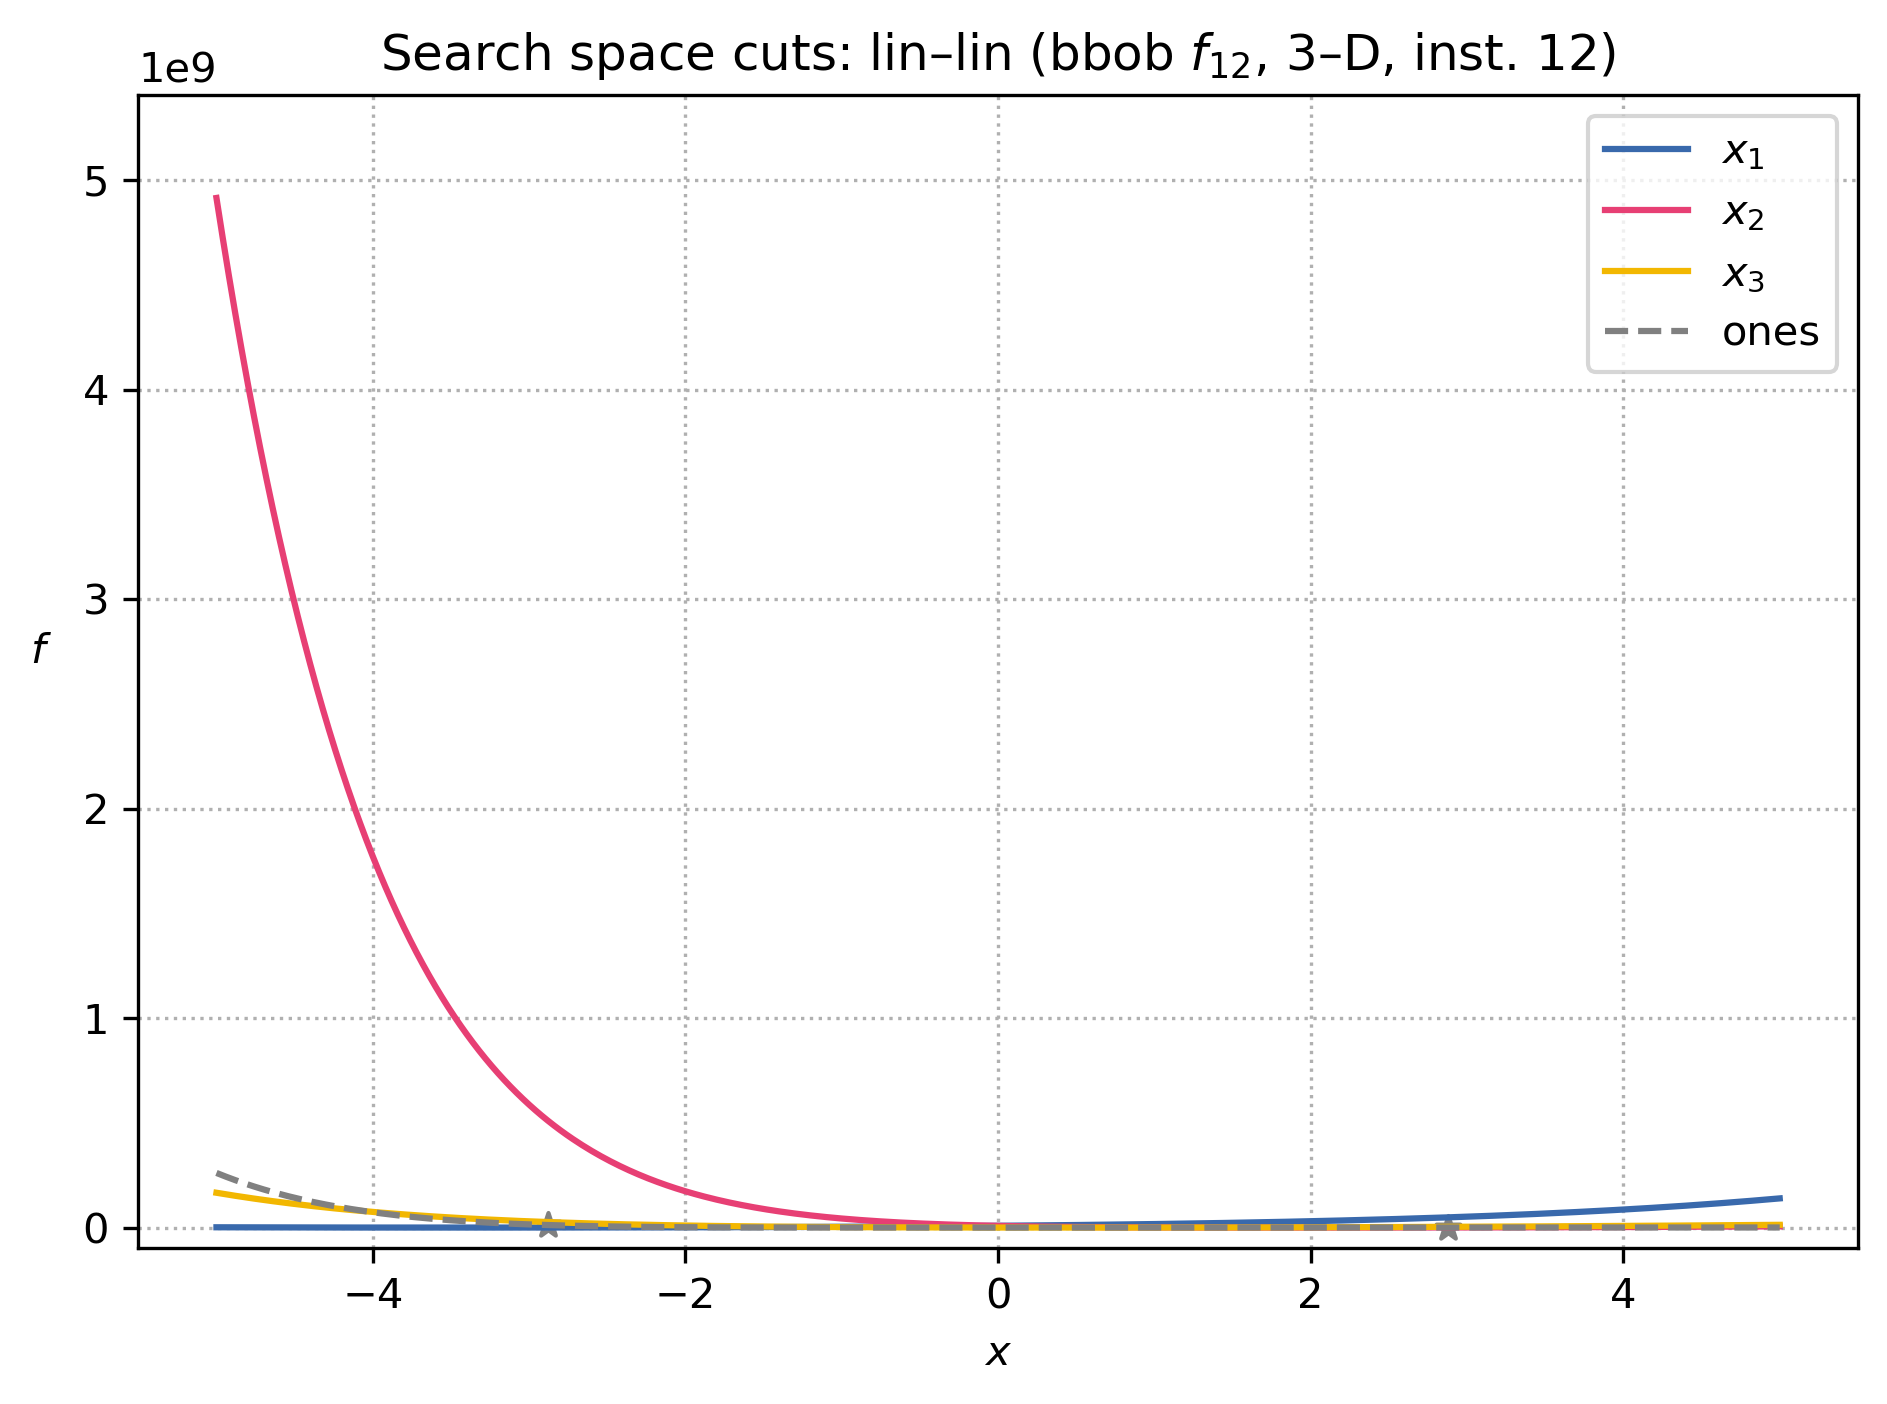 Search space cuts: lin–lin (bbob f₁₂, 3–D, inst. 12)
1e9
5
4
3
2
1
0
f
−4
−2
0
2
4
x
x₁
x₂
x₃
ones